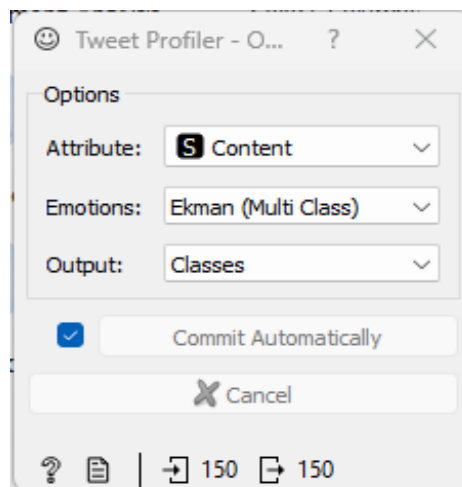 Tweet Profiler - O... ?
Options
Attribute: S Content
Emotions: Ekman (Multi Class)
Output: Classes
Commit Automatically
Cancel
? 150 150